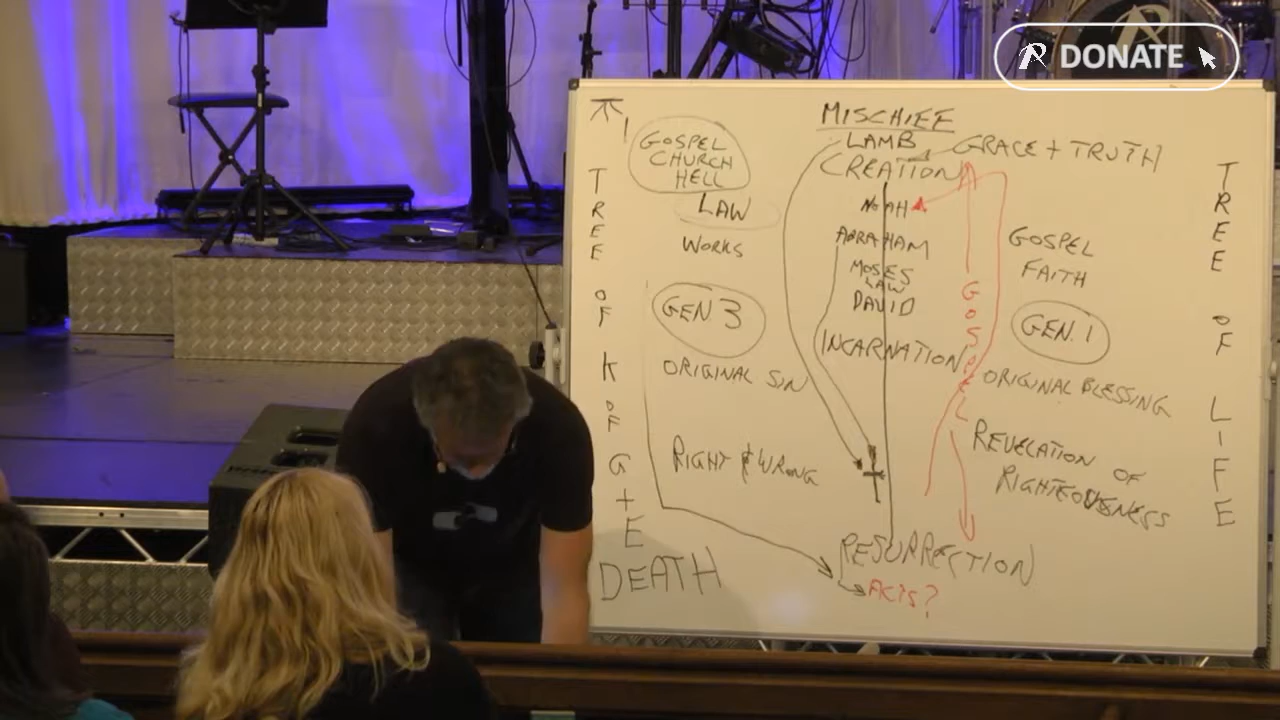 DONATE
MISCHIEF
LAMB
GRACE + TRUTH
CREATION
NOAH
ABRAHAM
MOSES
LAW
DAVID
INCARNATION
RESURRECTION
ACTS?
GOSPEL
CHURCH
HELL
LAW
WORKS
GEN 3
ORIGINAL SIN
RIGHT & WRONG
TREE OF K OF G+E
DEATH
GOSPEL
GOSPEL
FAITH
GEN. 1
ORIGINAL BLESSING
REVELATION OF
RIGHTEOUSNESS
TREE OF LIFE